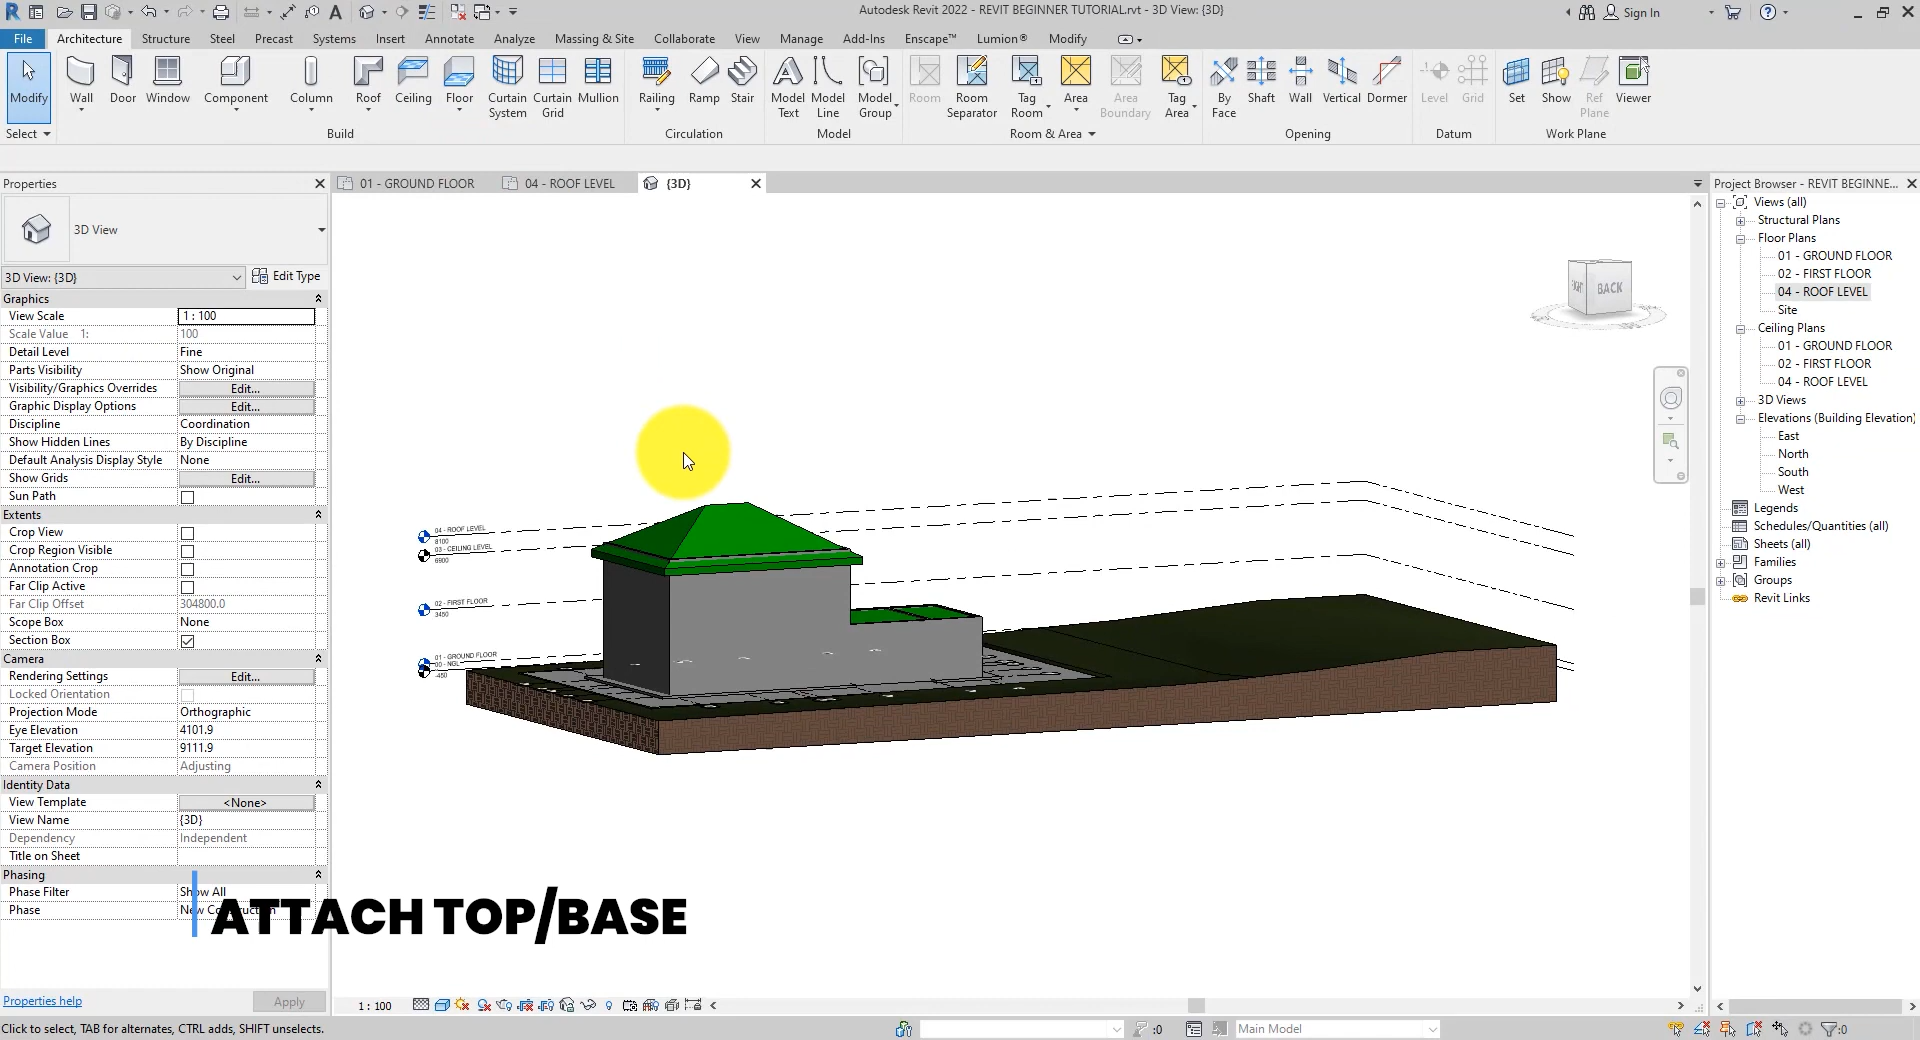 Autodesk Revit 2022 - REVIT BEGINNER TUTORIAL.rvt - 3D View: {3D}
Sign In
File Architecture Structure Steel Precast Systems Insert Annotate Analyze Massing & Site Collaborate View Manage Add-Ins Enscape™ Lumion® Modify
Modify Wall Door Window Component Column Roof Ceiling Floor Curtain System Curtain Grid Mullion Railing Ramp Stair Model Text Model Line Model Group Room Room Separator Tag Room Area Area Boundary Tag Area By Face Shaft Wall Vertical Dormer Level Grid Set Show Ref Plane Viewer
Select Build Circulation Model Room & Area Opening Datum Work Plane
Properties
01 - GROUND FLOOR
04 - ROOF LEVEL
{3D}
Project Browser - REVIT BEGINNE...
3D View
3D View: {3D} Edit Type
Graphics
View Scale 1 : 100
Scale Value 1: 100
Detail Level Fine
Parts Visibility Show Original
Visibility/Graphics Overrides Edit...
Graphic Display Options Edit...
Discipline Coordination
Show Hidden Lines By Discipline
Default Analysis Display Style None
Show Grids Edit...
Sun Path
Extents
Crop View
Crop Region Visible
Annotation Crop
Far Clip Active
Far Clip Offset 304800.0
Scope Box None
Section Box
Camera
Rendering Settings Edit...
Locked Orientation
Projection Mode Orthographic
Eye Elevation 4101.9
Target Elevation 9111.9
Camera Position Adjusting
Identity Data
View Template <None>
View Name {3D}
Dependency Independent
Title on Sheet
Phasing
Phase Filter Show All
Phase New Construction
ATTACH TOP/BASE
Properties help Apply
BACK
04 - ROOF LEVEL
8100
03 - CEILING LEVEL
6900
02 - FIRST FLOOR
3450
01 - GROUND FLOOR
00 - NGL
-450
Views (all)
Structural Plans
Floor Plans
01 - GROUND FLOOR
02 - FIRST FLOOR
04 - ROOF LEVEL
Site
Ceiling Plans
01 - GROUND FLOOR
02 - FIRST FLOOR
04 - ROOF LEVEL
3D Views
Elevations (Building Elevation)
East
North
South
West
Legends
Schedules/Quantities (all)
Sheets (all)
Families
Groups
Revit Links
1 : 100
Click to select, TAB for alternates, CTRL adds, SHIFT unselects.
:0
Main Model
:0